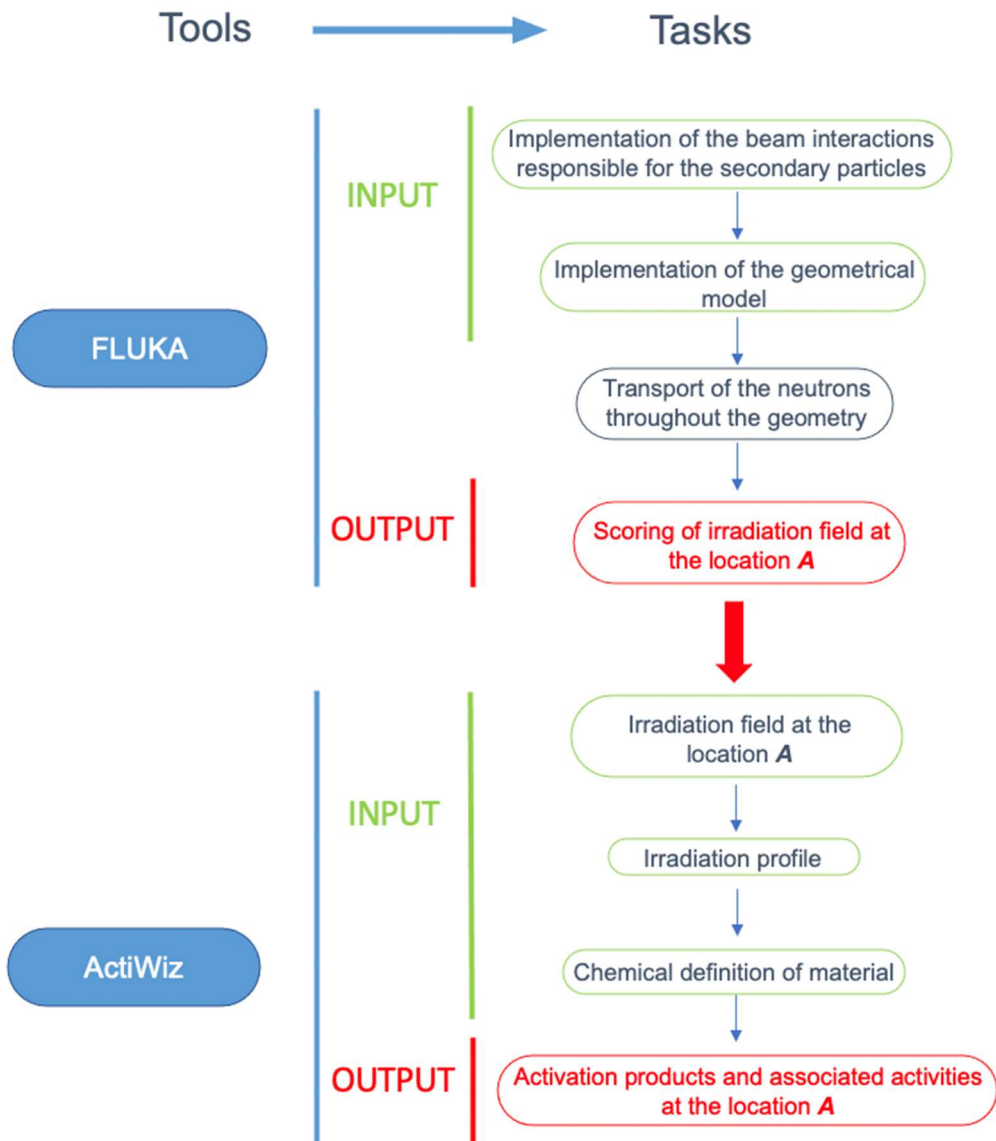 Tools
Tasks
INPUT
Implementation of the beam interactions
responsible for the secondary particles
Implementation of the geometrical
model
FLUKA
Transport of the neutrons
throughout the geometry
OUTPUT
Scoring of irradiation field at
the location A
Irradiation field at the
location A
INPUT
Irradiation profile
ActiWiz
Chemical definition of material
OUTPUT
Activation products and associated activities
at the location A